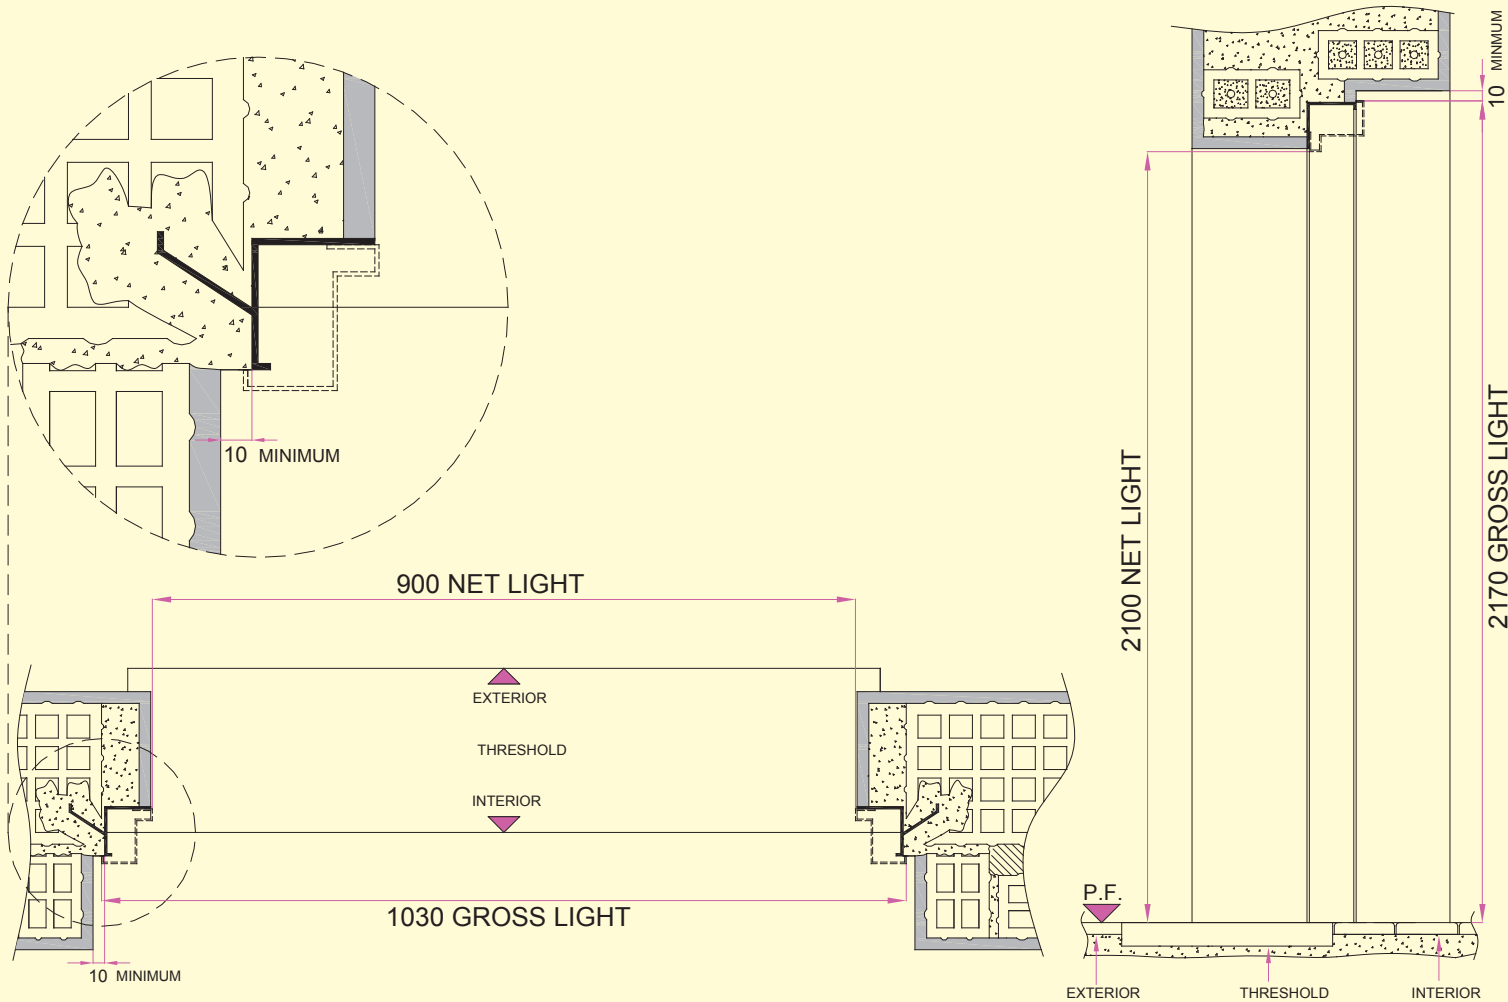 10 MINMUM
10 MINIMUM
900 NET LIGHT
2100 NET LIGHT
2170 GROSS LIGHT
EXTERIOR
THRESHOLD
INTERIOR
1030 GROSS LIGHT
10 MINIMUM
P.F.
EXTERIOR
THRESHOLD
INTERIOR